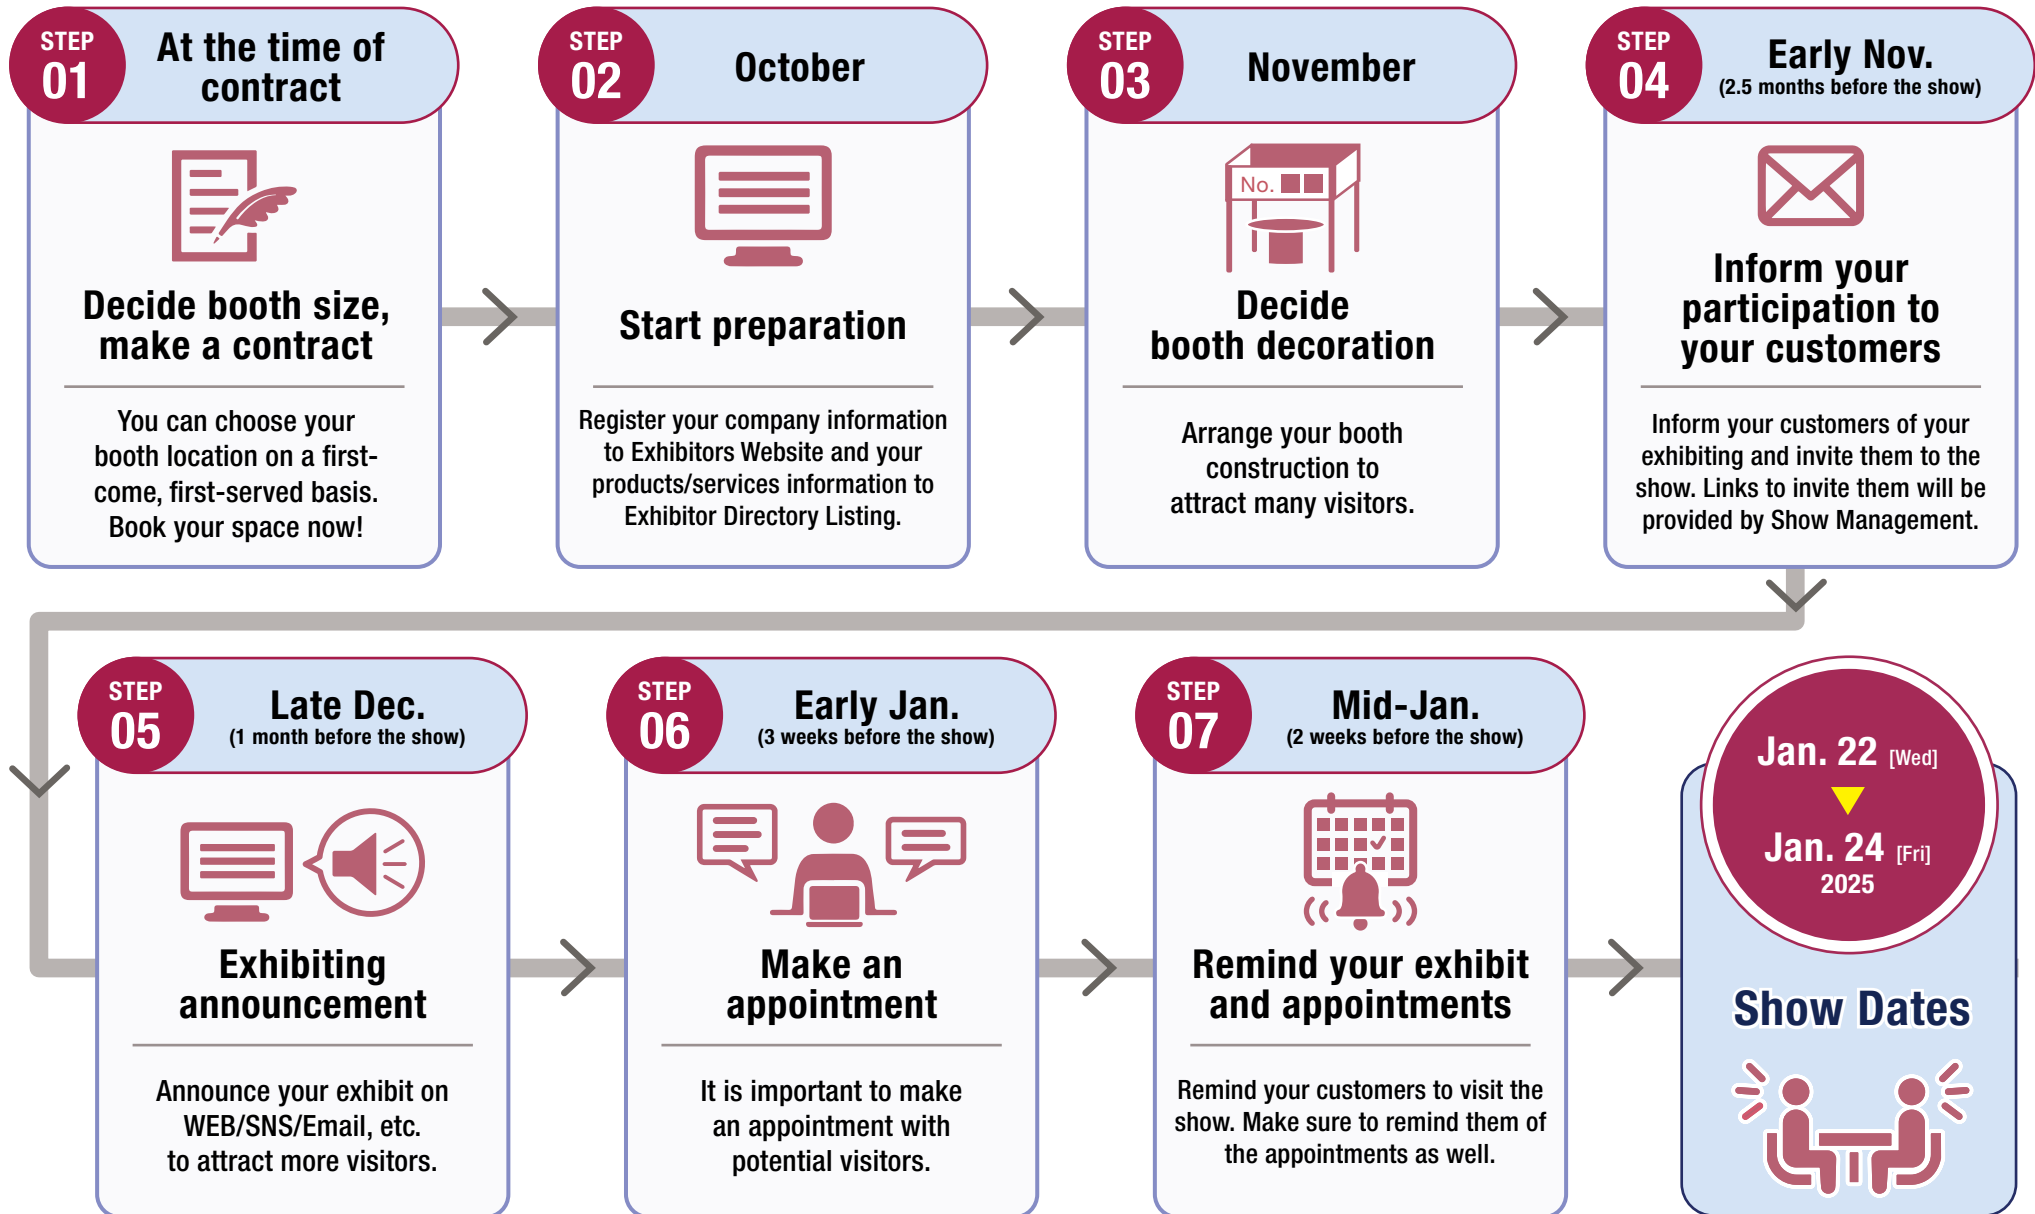 STEP
01
At the time of
contract
Decide booth size,
make a contract
You can choose your
booth location on a first-
come, first-served basis.
Book your space now!
STEP
02
October
Start preparation
Register your company information
to Exhibitors Website and your
products/services information to
Exhibitor Directory Listing.
STEP
03
November
No.
Decide
booth decoration
Arrange your booth
construction to
attract many visitors.
STEP
04
Early Nov.
(2.5 months before the show)
Inform your
participation to
your customers
Inform your customers of your
exhibiting and invite them to the
show. Links to invite them will be
provided by Show Management.
STEP
05
Late Dec.
(1 month before the show)
Exhibiting
announcement
Announce your exhibit on
WEB/SNS/Email, etc.
to attract more visitors.
STEP
06
Early Jan.
(3 weeks before the show)
Make an
appointment
It is important to make
an appointment with
potential visitors.
STEP
07
Mid-Jan.
(2 weeks before the show)
Remind your exhibit
and appointments
Remind your customers to visit the
show. Make sure to remind them of
the appointments as well.
Jan. 22 [Wed]
Jan. 24 [Fri]
2025
Show Dates